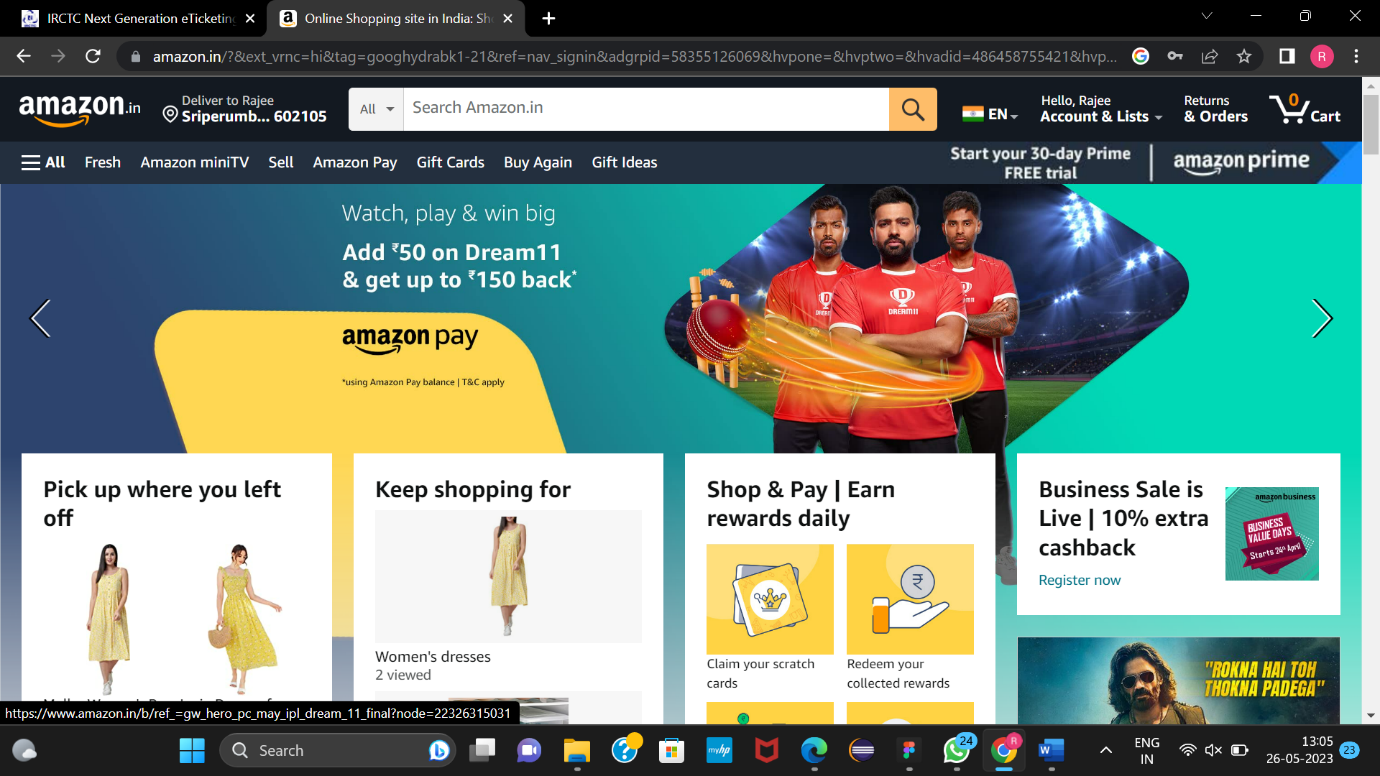 IRCTC Next Generation eTicketing
Online Shopping site in India: Sh
amazon.in/?&ext_vrnc=hi&tag=googhydrabk1-21&ref=nav_signin&adgrpid=58355126069&hvpone=&hvptwo=&hvadid=486458755421&hvp...
R
amazon.in
Deliver to Rajee
Sriperumb... 602105
All
Search Amazon.in
EN
Hello, Rajee
Account & Lists
Returns
& Orders
0
Cart
All
Fresh
Amazon miniTV
Sell
Amazon Pay
Gift Cards
Buy Again
Gift Ideas
Start your 30-day Prime
FREE trial
amazon prime
Watch, play & win big
Add ₹50 on Dream11
& get up to ₹150 back*
amazon pay
*using Amazon Pay balance | T&C apply
DREAM11
Pick up where you left
off
Keep shopping for
Women's dresses
2 viewed
Shop & Pay | Earn
rewards daily
Claim your scratch
cards
Redeem your
collected rewards
Business Sale is
Live | 10% extra
cashback
Register now
amazon business
BUSINESS
VALUE DAYS
Starts 24th April
"ROKNA HAI TOH
THOKNA PADEGA"
https://www.amazon.in/b/ref_=gw_hero_pc_may_ipl_dream_11_final?node=22326315031
Search
myhp
24
R
ENG
IN
13:05
26-05-2023
23